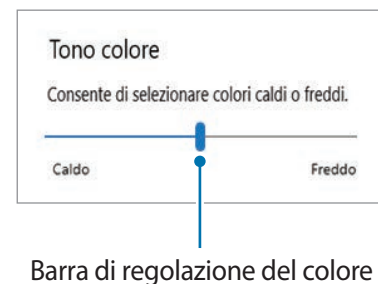 Tono colore
Consente di selezionare colori caldi o freddi.
Caldo Freddo
Barra di regolazione del colore